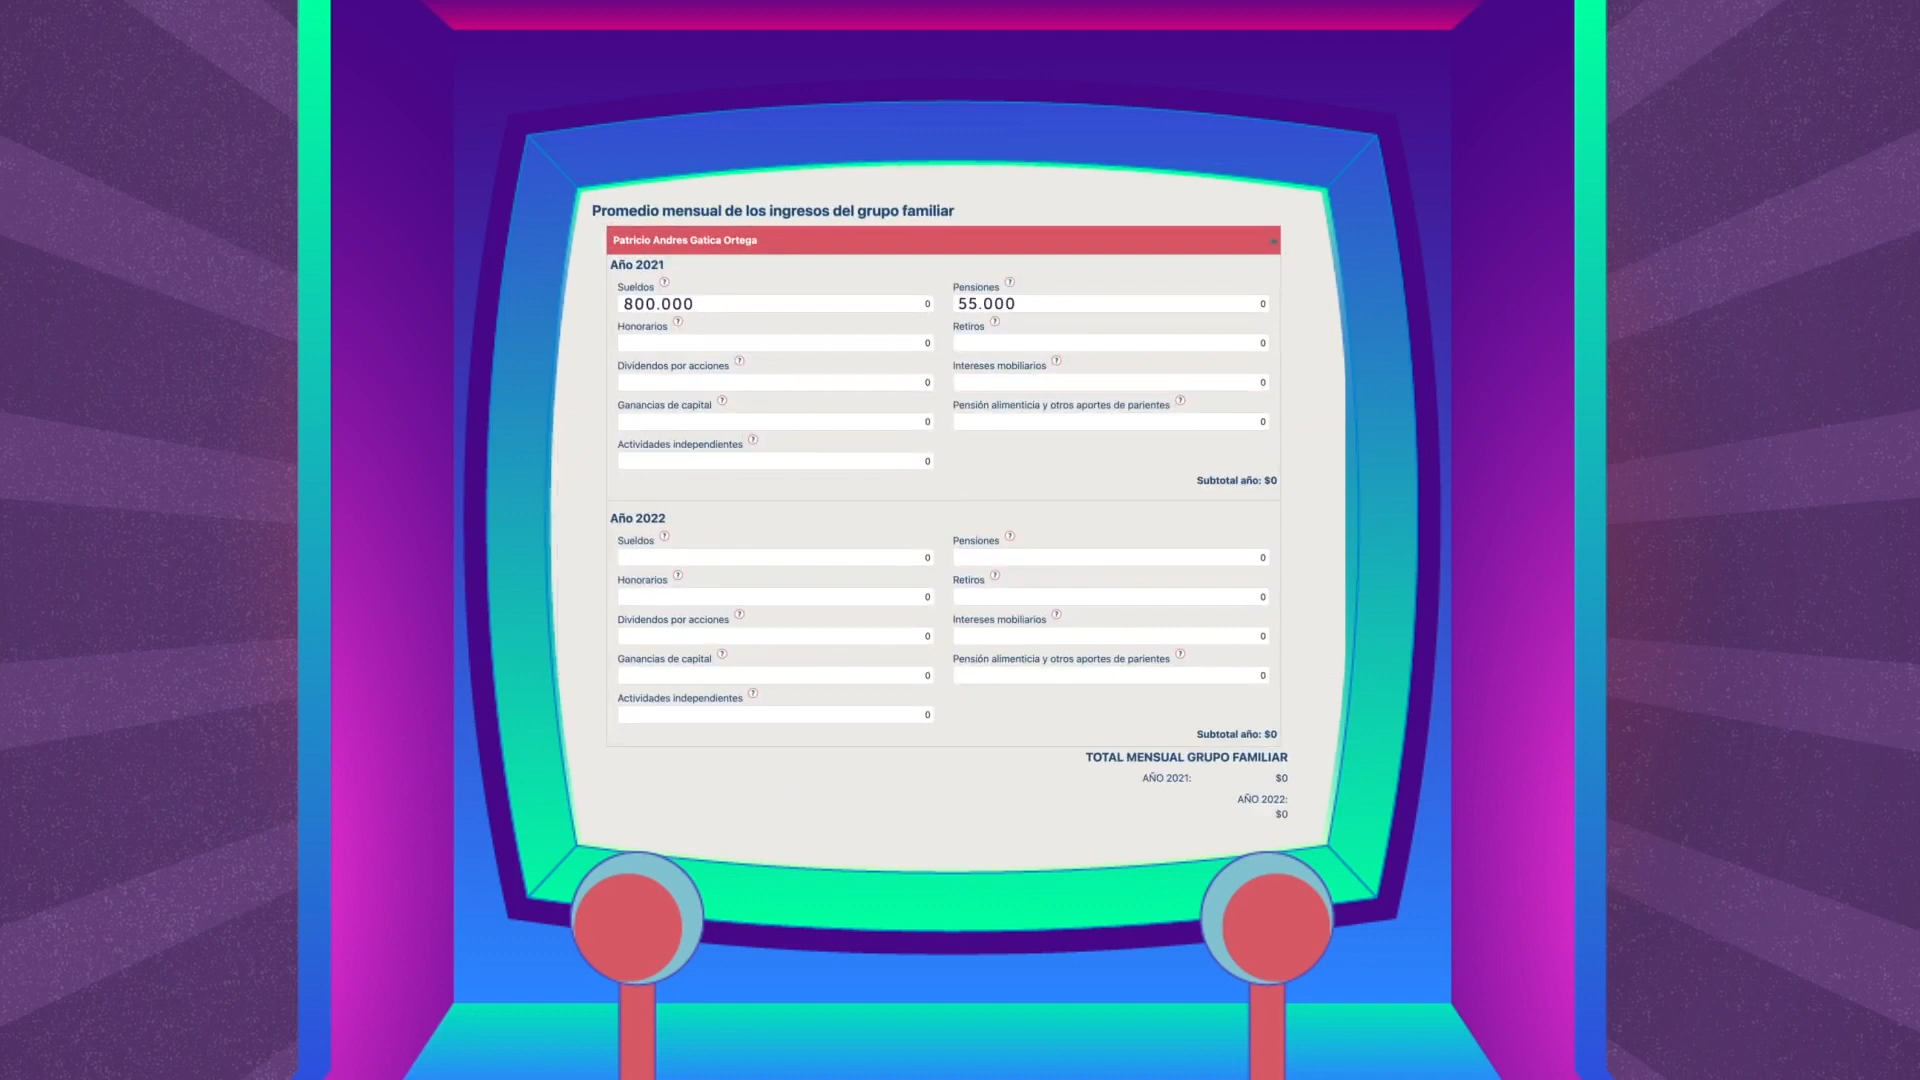 Promedio mensual de los ingresos del grupo familiar
Patricio Andres Gatica Ortega
Año 2021
Sueldos ? Pensiones ?
800.000 0 55.000 0
Honorarios ? Retiros ?
0 0
Dividendos por acciones ? Intereses mobiliarios ?
0 0
Ganancias de capital ? Pensión alimenticia y otros aportes de parientes ?
0 0
Actividades independientes ?
0
Subtotal año: $0
Año 2022
Sueldos ? Pensiones ?
0 0
Honorarios ? Retiros ?
0 0
Dividendos por acciones ? Intereses mobiliarios ?
0 0
Ganancias de capital ? Pensión alimenticia y otros aportes de parientes ?
0 0
Actividades independientes ?
0
Subtotal año: $0
TOTAL MENSUAL GRUPO FAMILIAR
AÑO 2021: $0
AÑO 2022:
$0